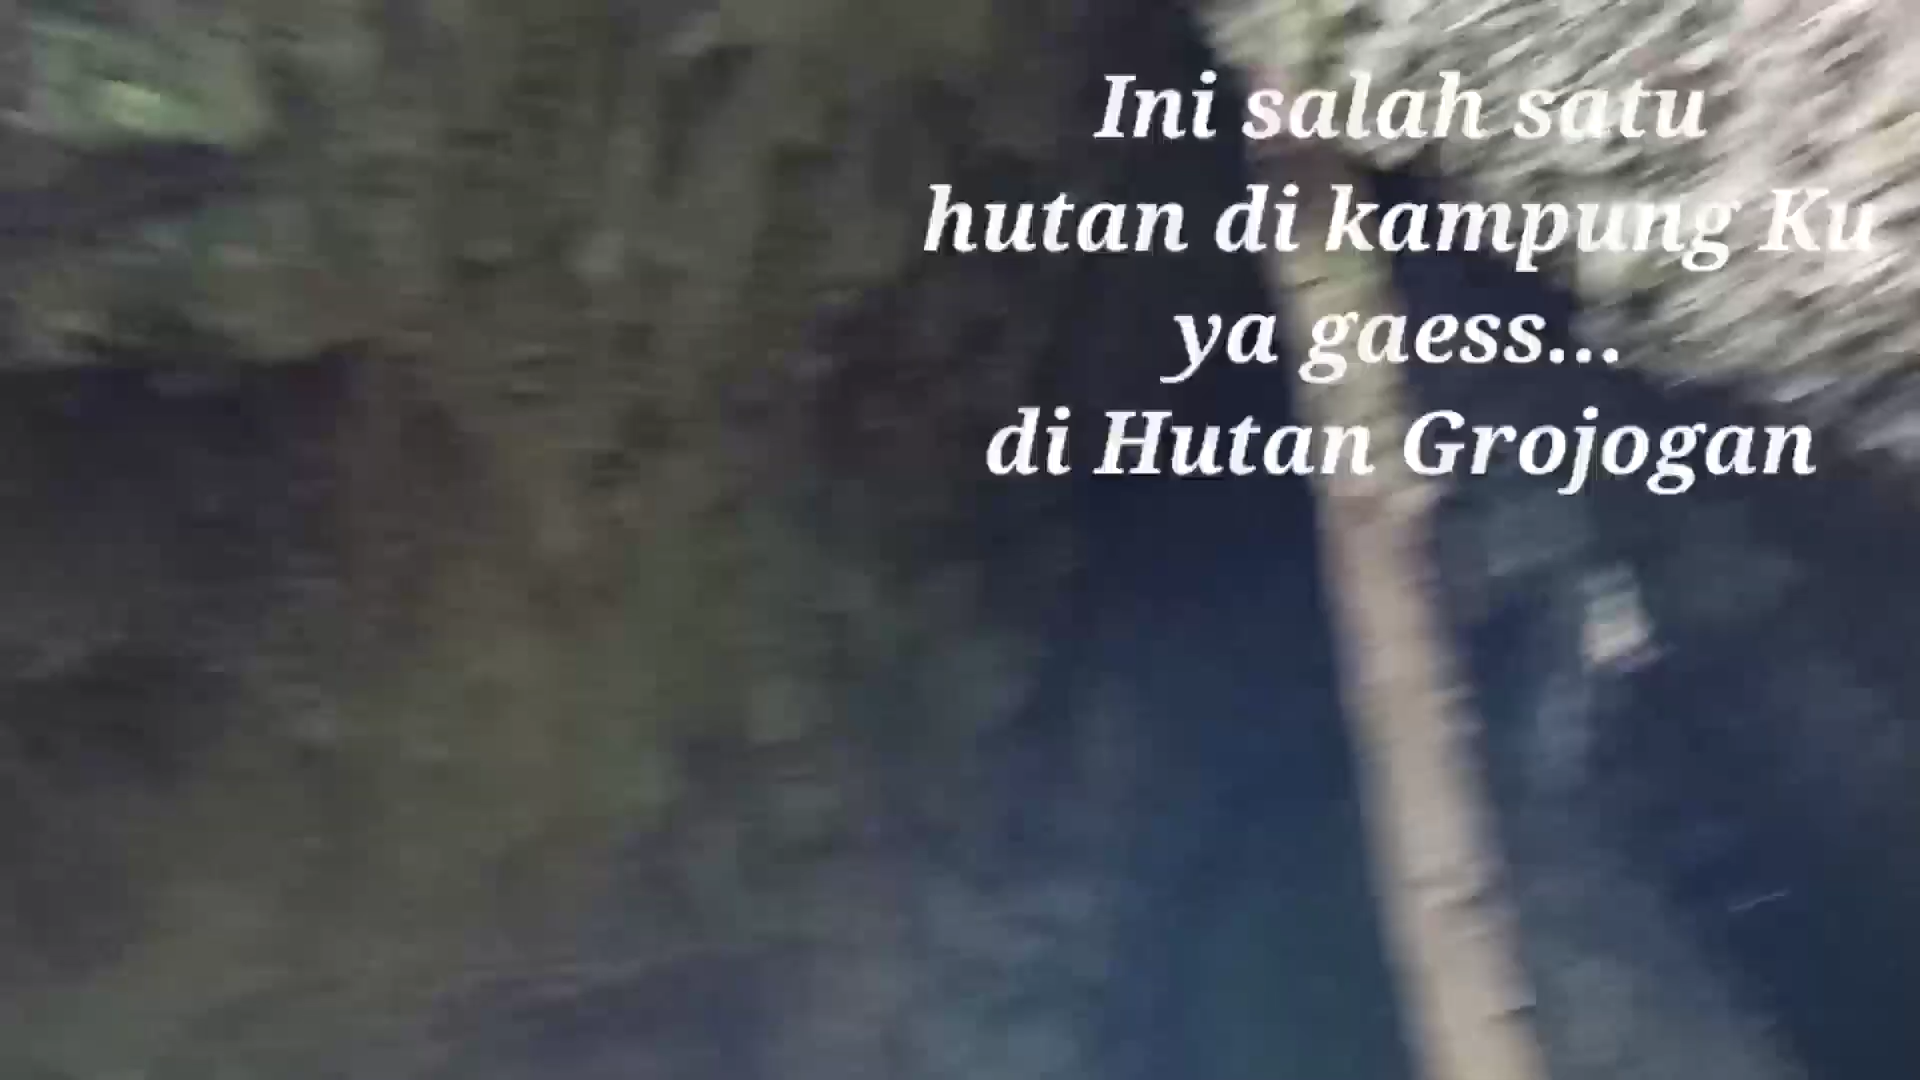 Ini salah satu
hutan di kampung Ku
ya gaess...
di Hutan Grojogan